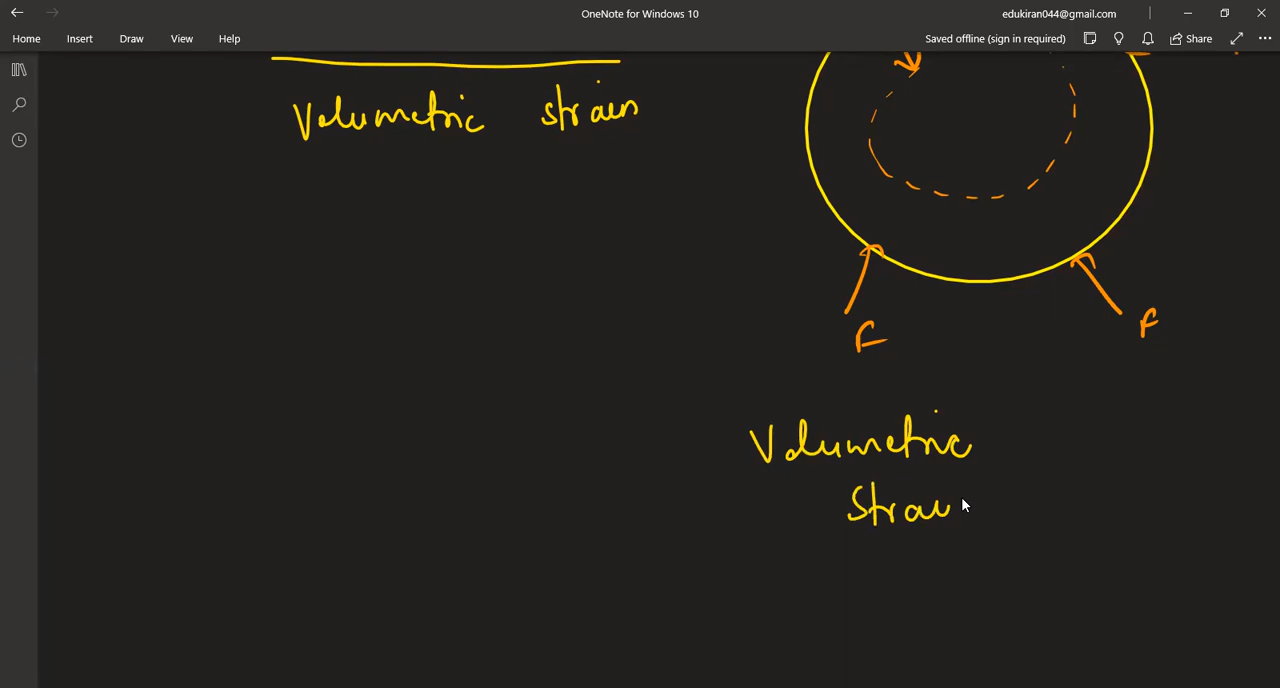 OneNote for Windows 10
edukiran044@gmail.com
Home Insert Draw View Help
Saved offline (sign in required) Share
Volumetric strain
F
F
Volumetric
Strai